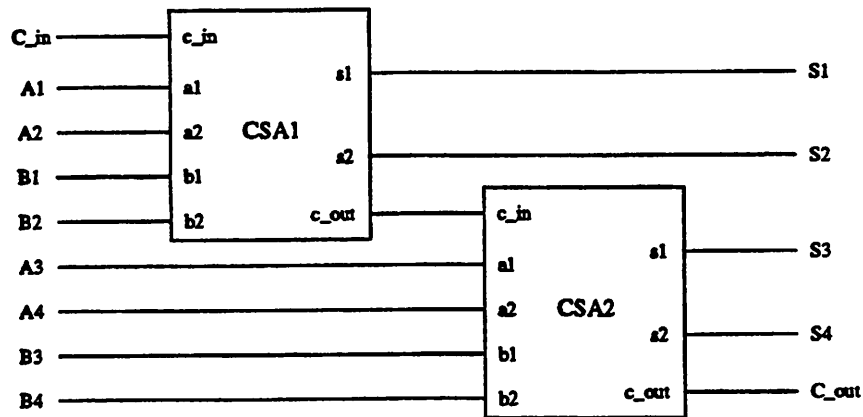 C_in c_in
A1 a1 s1 S1
A2 a2 CSA1
s2 S2
B1 b1
B2 b2 c_out c_in
A3 a1 s1 S3
A4 a2 CSA2
s2 S4
B3 b1
B4 b2 c_out C_out